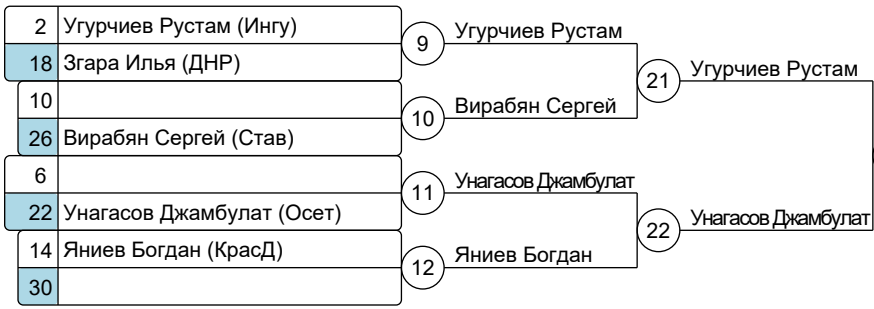 2 Угурчиев Рустам (Ингу)
18 Згара Илья (ДНР)
10
26 Вирабян Сергей (Став)
6
22 Унагасов Джамбулат (Осет)
14 Яниев Богдан (КрасД)
30
9 Угурчиев Рустам
10 Вирабян Сергей
11 Унагасов Джамбулат
12 Яниев Богдан
21 Угурчиев Рустам
22 Унагасов Джамбулат